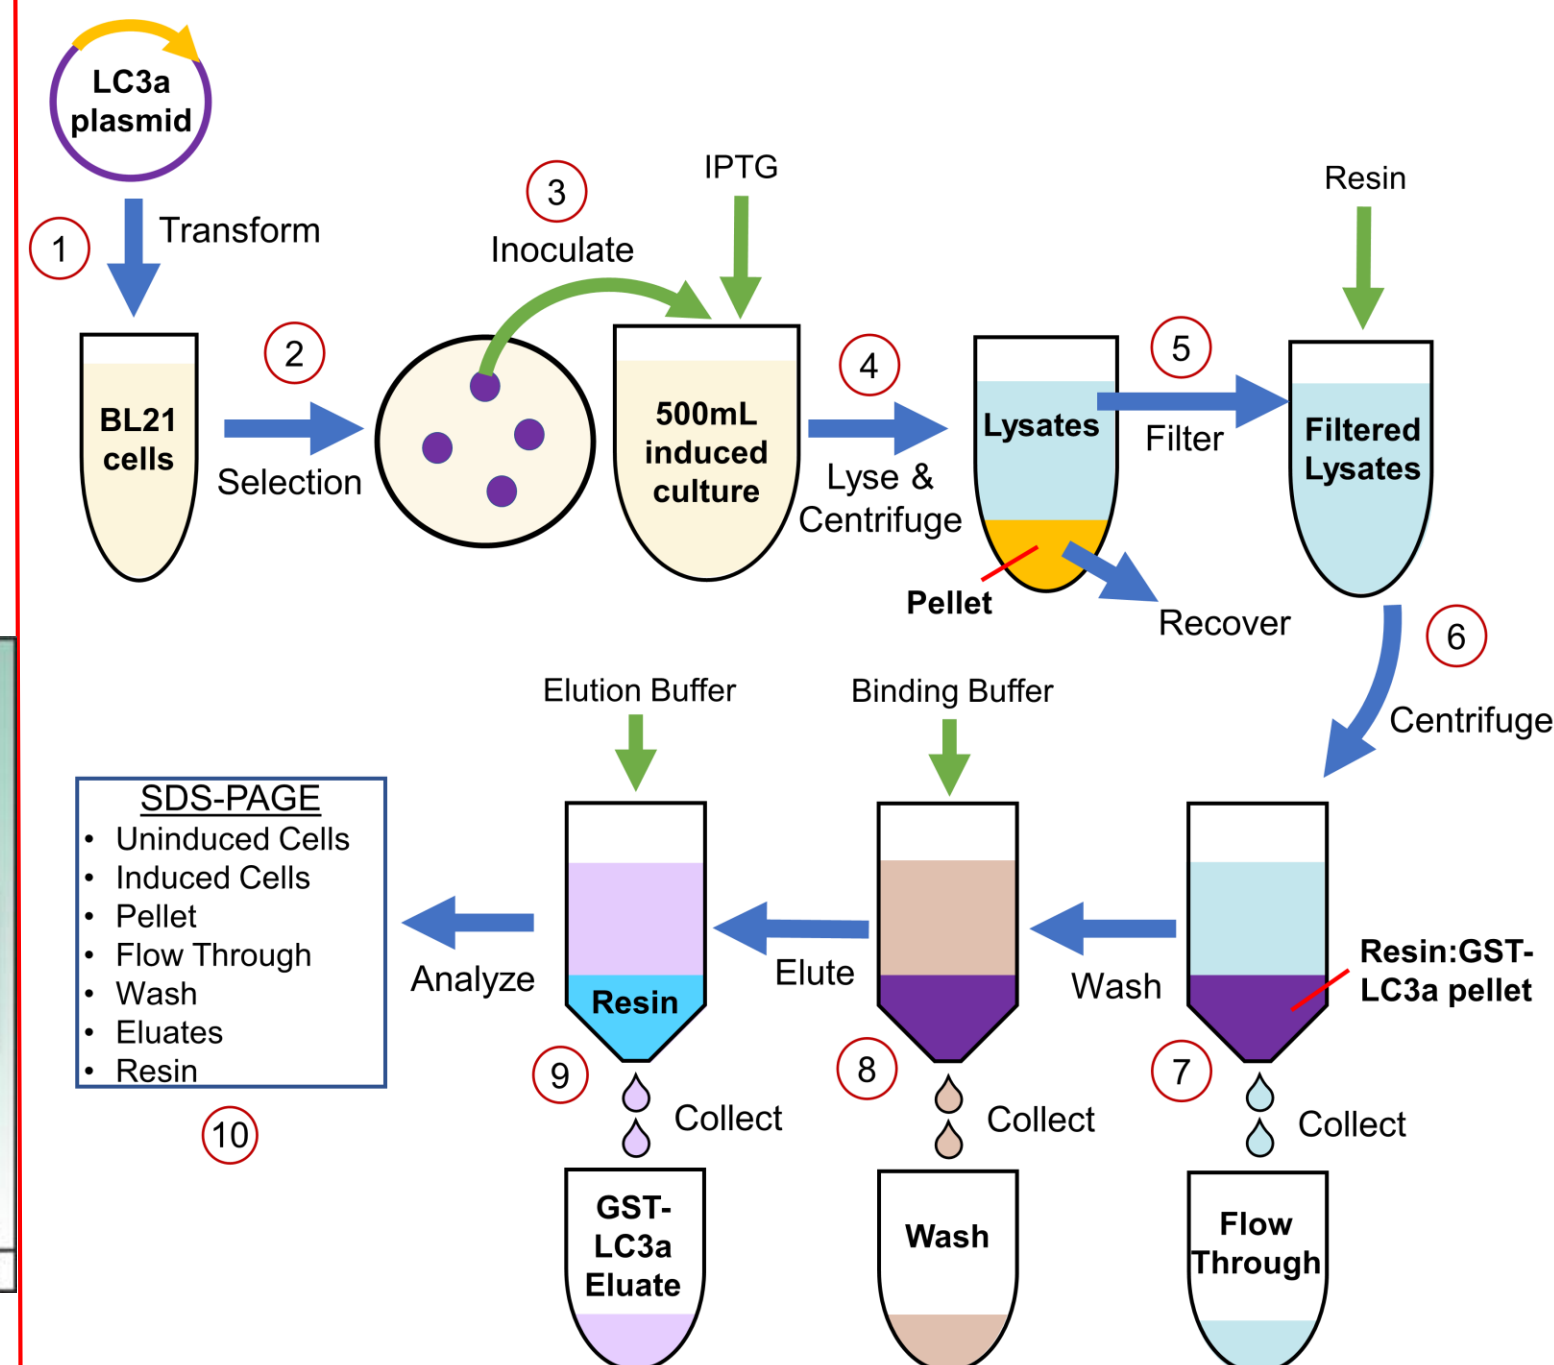 LC3a
plasmid
1
Transform
BL21
cells
2
Selection
3
Inoculate
IPTG
500mL
induced
culture
4
Lyse &
Centrifuge
Lysates
Pellet
Recover
5
Filter
Resin
Filtered
Lysates
6
Centrifuge
Resin:GST-
LC3a pellet
7
Collect
Flow
Through
Wash
Binding Buffer
8
Collect
Wash
Elute
Elution Buffer
Resin
9
Collect
GST-
LC3a
Eluate
Analyze
SDS-PAGE
• Uninduced Cells
• Induced Cells
• Pellet
• Flow Through
• Wash
• Eluates
• Resin
10